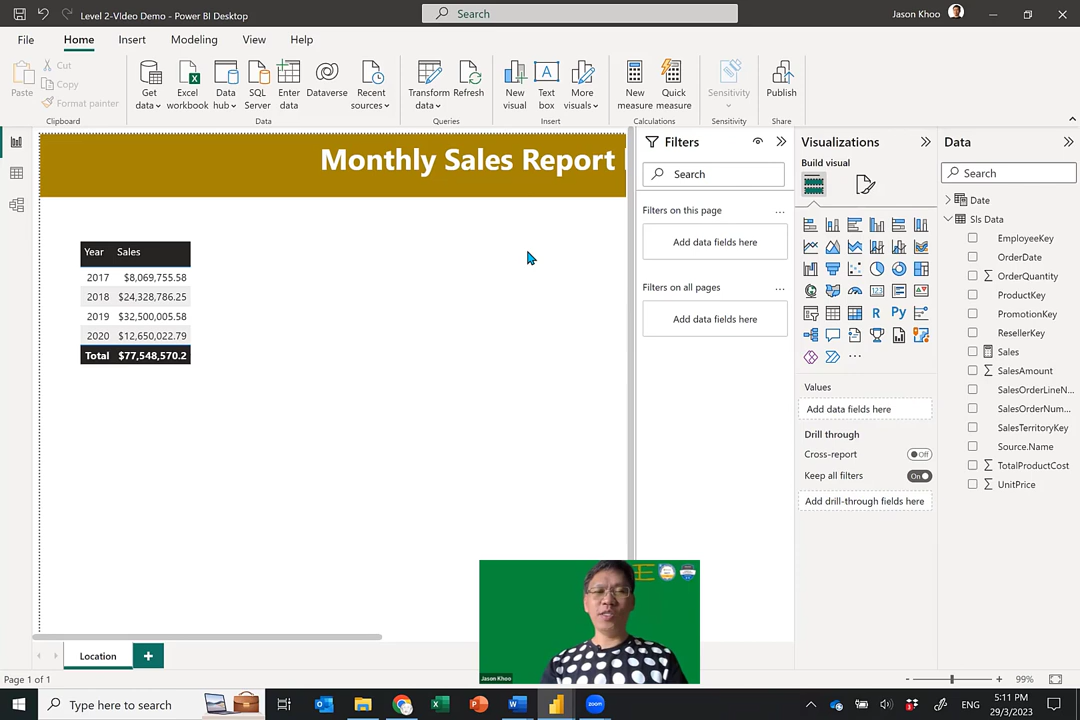 Level 2-Video Demo - Power BI Desktop
Search
Jason Khoo
File
Home
Insert
Modeling
View
Help
Paste
Cut
Copy
Format painter
Clipboard
Get data
Excel workbook
Data hub
SQL Server
Enter data
Dataverse
Recent sources
Data
Transform data
Refresh
Queries
New visual
Text box
More visuals
Insert
New measure
Quick measure
Calculations
Sensitivity
Sensitivity
Publish
Share
Monthly Sales Report
Year Sales
2017 $8,069,755.58
2018 $24,328,786.25
2019 $32,500,005.58
2020 $12,650,022.79
Total $77,548,570.2
Filters
Search
Filters on this page
...
Add data fields here
Filters on all pages
...
Add data fields here
Visualizations
Build visual
R
Py
...
Values
Add data fields here
Drill through
Cross-report
Off
Keep all filters
On
Add drill-through fields here
Data
Search
Date
Sls Data
EmployeeKey
OrderDate
OrderQuantity
ProductKey
PromotionKey
ResellerKey
Sales
SalesAmount
SalesOrderLineN...
SalesOrderNum...
SalesTerritoryKey
Source.Name
TotalProductCost
UnitPrice
Jason Khoo
Location
Page 1 of 1
99%
Type here to search
zoom
ENG
5:11 PM
29/3/2023